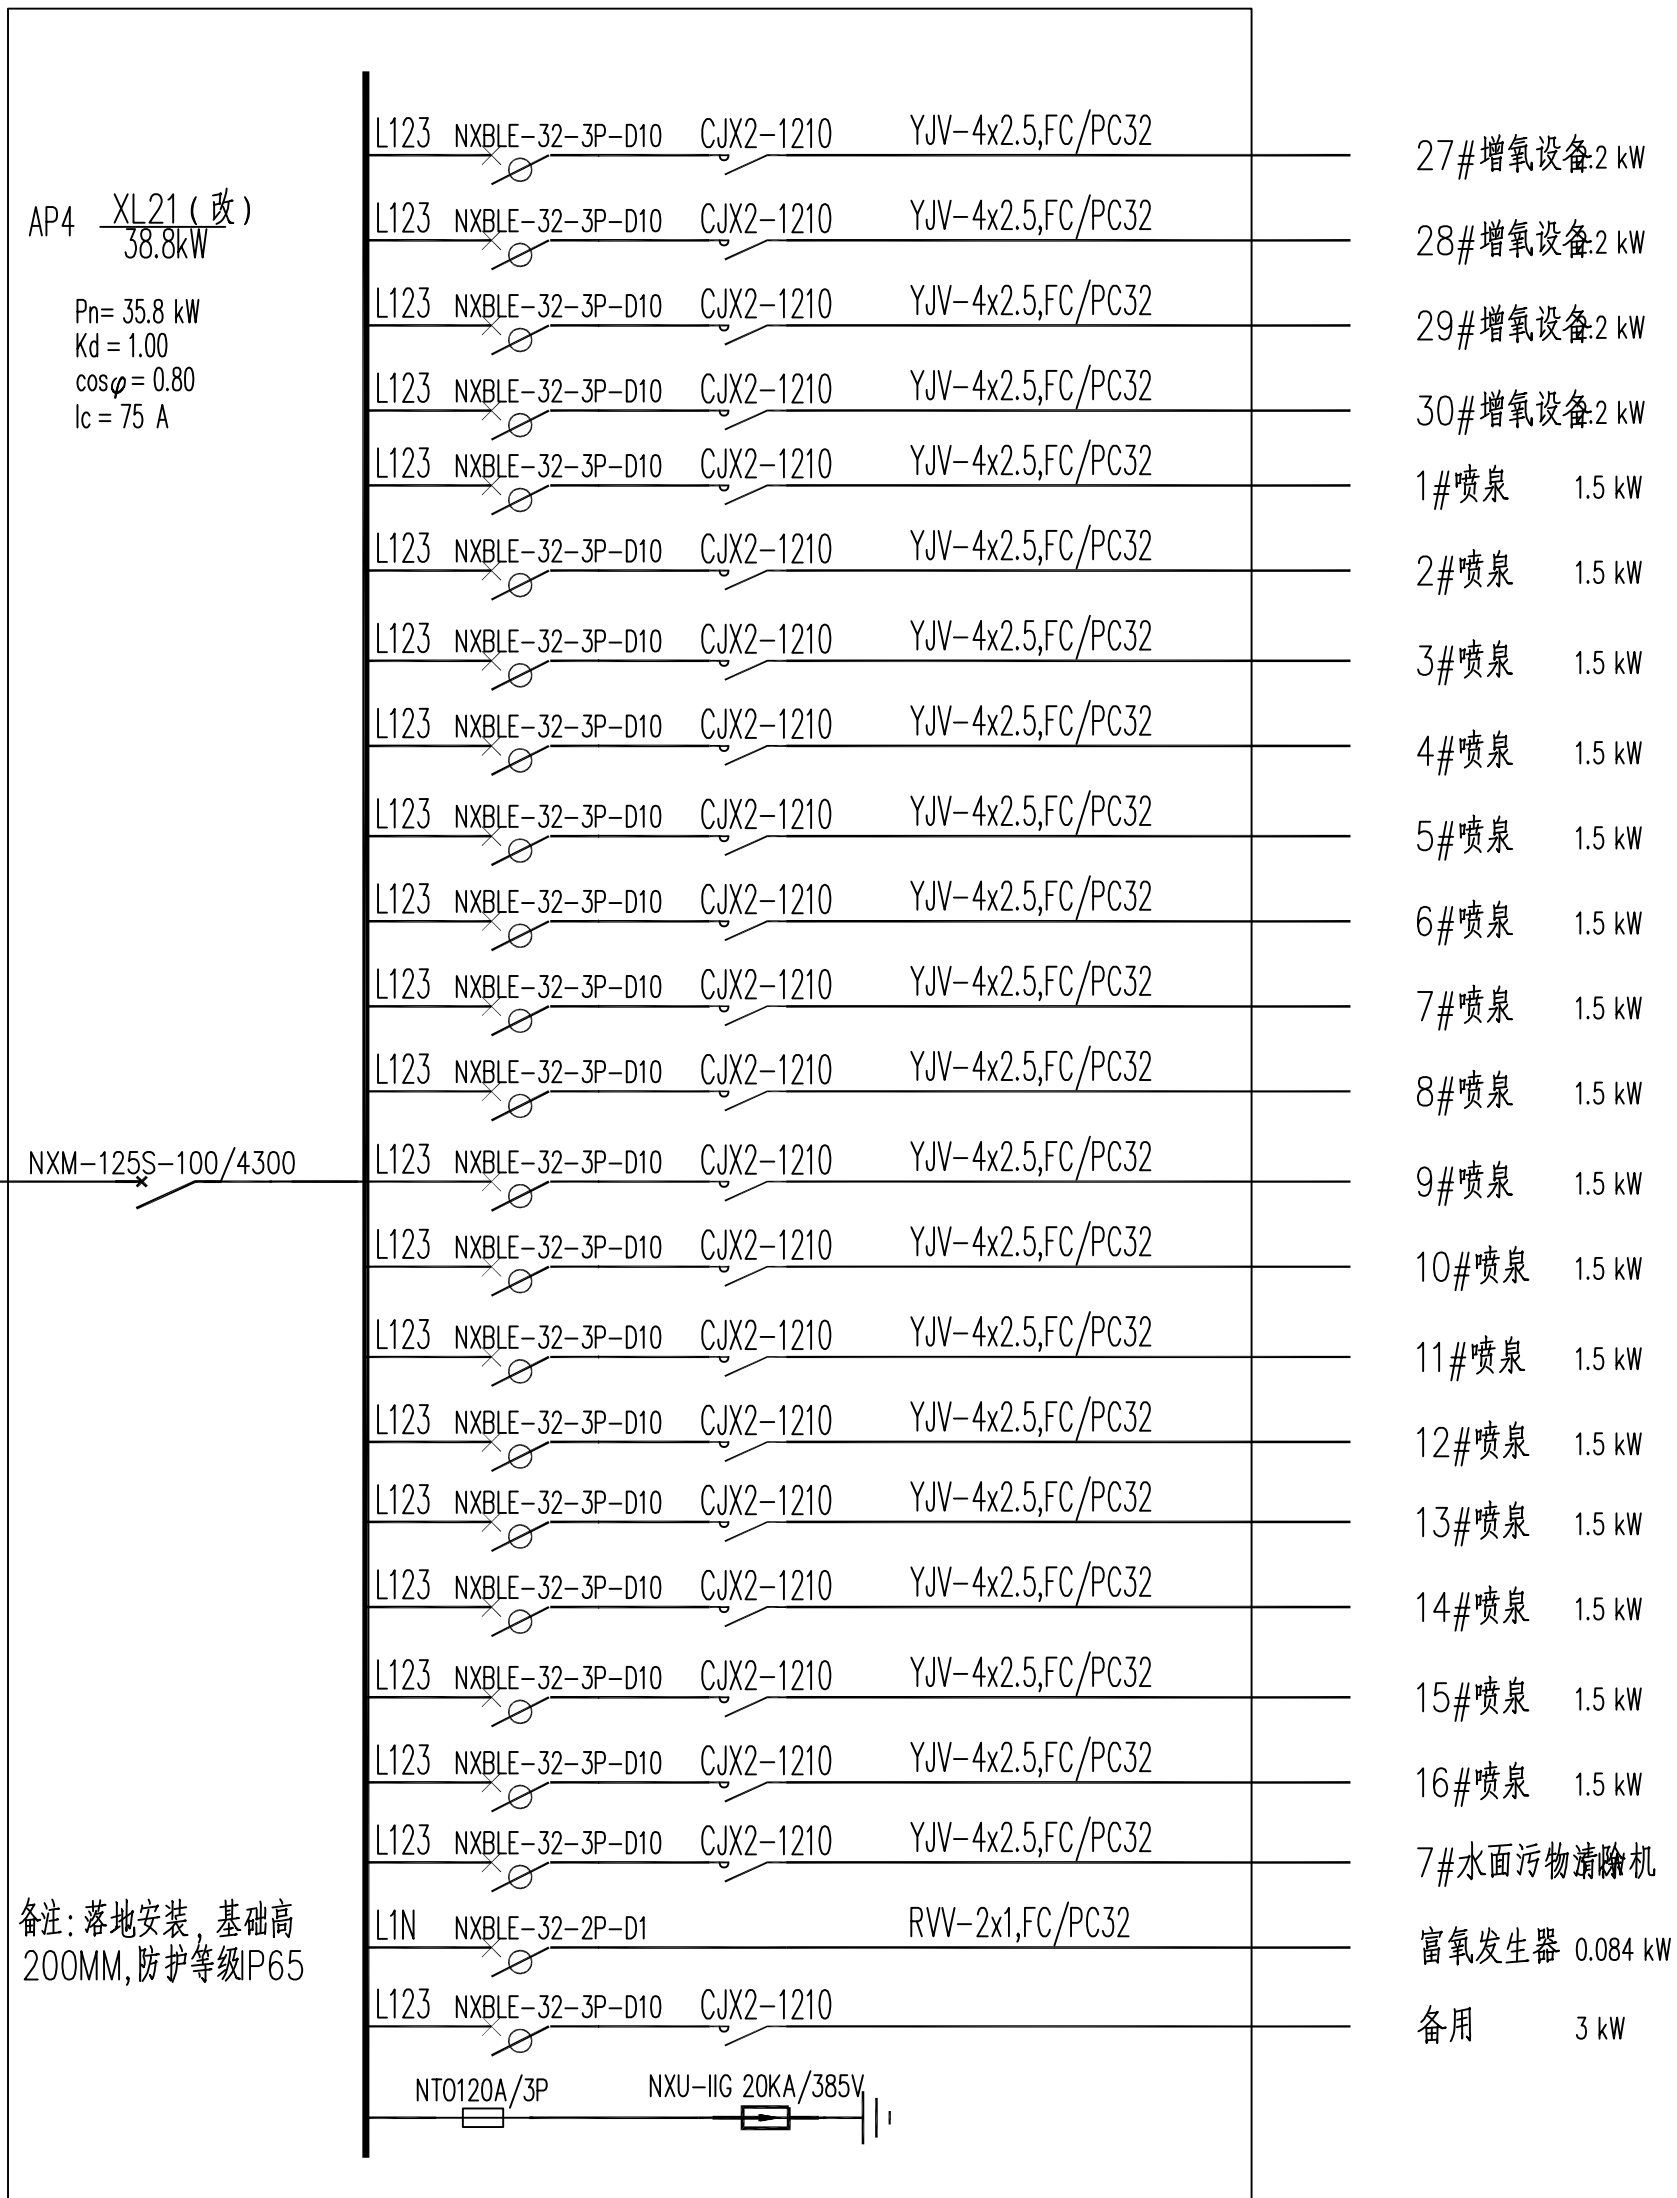 L123 NXBLE-32-3P-D10 CJX2-1210 YJV-4x2.5,FC/PC32 27#增氧设备 2.2 kW
AP4 XL21(改)
38.8kW
L123 NXBLE-32-3P-D10 CJX2-1210 YJV-4x2.5,FC/PC32 28#增氧设备 2.2 kW
Pn= 35.8 kW
Kd = 1.00
cosφ= 0.80
Ic = 75 A
L123 NXBLE-32-3P-D10 CJX2-1210 YJV-4x2.5,FC/PC32 29#增氧设备 2.2 kW
L123 NXBLE-32-3P-D10 CJX2-1210 YJV-4x2.5,FC/PC32 30#增氧设备 2.2 kW
L123 NXBLE-32-3P-D10 CJX2-1210 YJV-4x2.5,FC/PC32 1#喷泉 1.5 kW
L123 NXBLE-32-3P-D10 CJX2-1210 YJV-4x2.5,FC/PC32 2#喷泉 1.5 kW
L123 NXBLE-32-3P-D10 CJX2-1210 YJV-4x2.5,FC/PC32 3#喷泉 1.5 kW
L123 NXBLE-32-3P-D10 CJX2-1210 YJV-4x2.5,FC/PC32 4#喷泉 1.5 kW
L123 NXBLE-32-3P-D10 CJX2-1210 YJV-4x2.5,FC/PC32 5#喷泉 1.5 kW
L123 NXBLE-32-3P-D10 CJX2-1210 YJV-4x2.5,FC/PC32 6#喷泉 1.5 kW
L123 NXBLE-32-3P-D10 CJX2-1210 YJV-4x2.5,FC/PC32 7#喷泉 1.5 kW
L123 NXBLE-32-3P-D10 CJX2-1210 YJV-4x2.5,FC/PC32 8#喷泉 1.5 kW
NXM-125S-100/4300
L123 NXBLE-32-3P-D10 CJX2-1210 YJV-4x2.5,FC/PC32 9#喷泉 1.5 kW
L123 NXBLE-32-3P-D10 CJX2-1210 YJV-4x2.5,FC/PC32 10#喷泉 1.5 kW
L123 NXBLE-32-3P-D10 CJX2-1210 YJV-4x2.5,FC/PC32 11#喷泉 1.5 kW
L123 NXBLE-32-3P-D10 CJX2-1210 YJV-4x2.5,FC/PC32 12#喷泉 1.5 kW
L123 NXBLE-32-3P-D10 CJX2-1210 YJV-4x2.5,FC/PC32 13#喷泉 1.5 kW
L123 NXBLE-32-3P-D10 CJX2-1210 YJV-4x2.5,FC/PC32 14#喷泉 1.5 kW
L123 NXBLE-32-3P-D10 CJX2-1210 YJV-4x2.5,FC/PC32 15#喷泉 1.5 kW
L123 NXBLE-32-3P-D10 CJX2-1210 YJV-4x2.5,FC/PC32 16#喷泉 1.5 kW
L123 NXBLE-32-3P-D10 CJX2-1210 YJV-4x2.5,FC/PC32 7#水面污物清除机
备注:落地安装,基础高
200MM,防护等级IP65
L1N NXBLE-32-2P-D1 RVV-2x1,FC/PC32 富氧发生器 0.084 kW
L123 NXBLE-32-3P-D10 CJX2-1210 备用 3 kW
NT0120A/3P NXU-IIG 20KA/385V